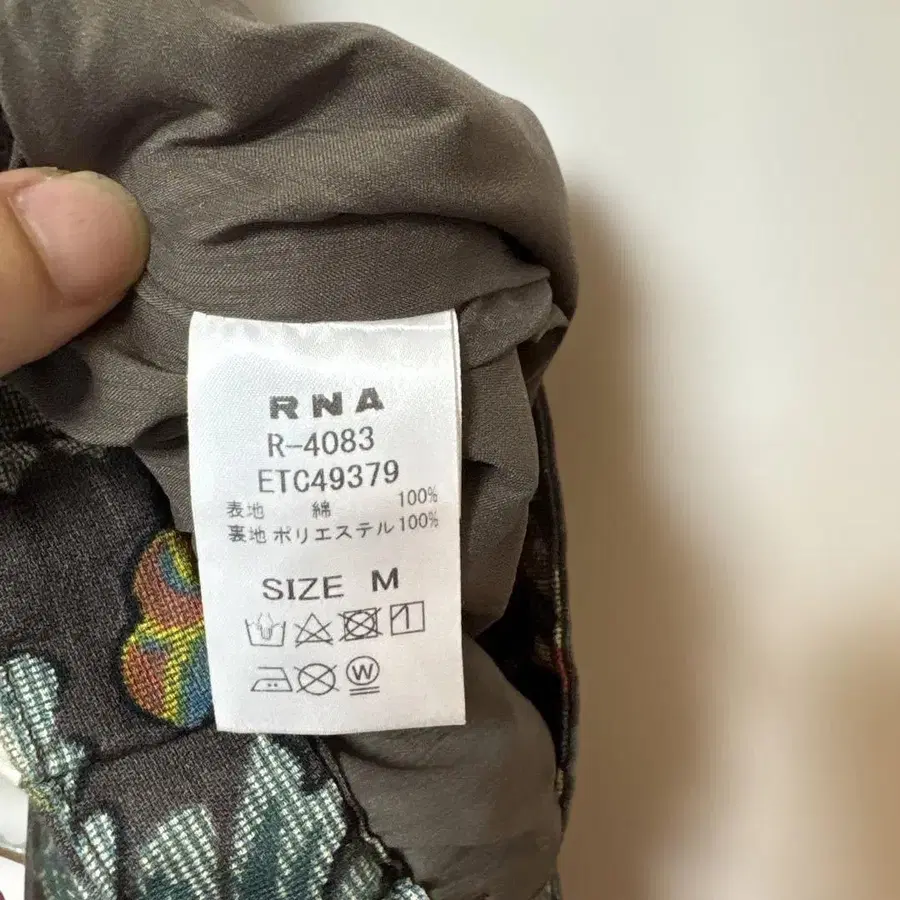 RNA
R-4083
ETC49379
表地 綿 100%
裏地 ポリエステル 100%
SIZE M
W